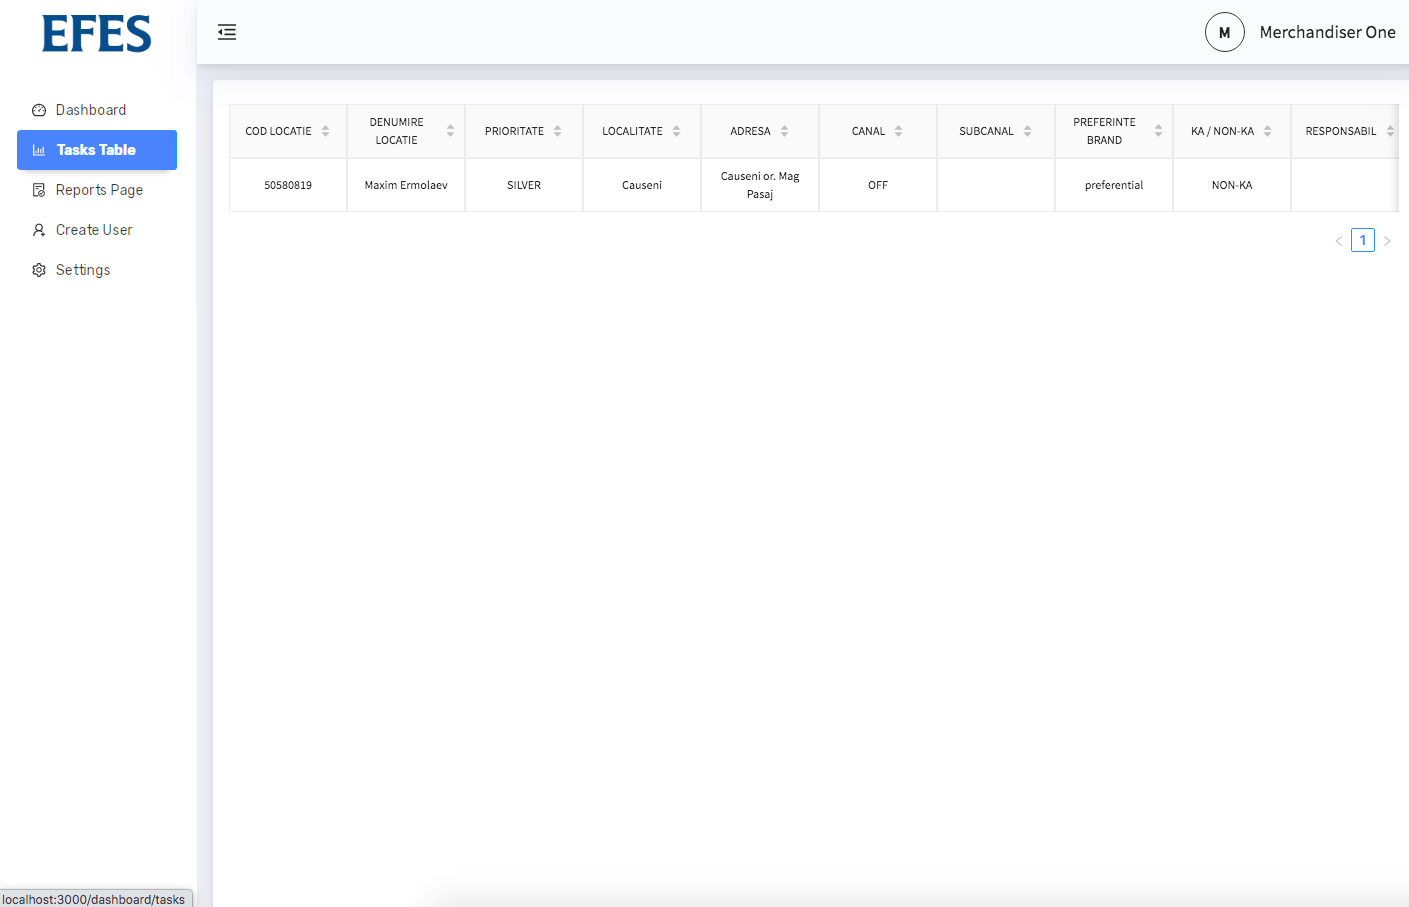 EFES
M
Merchandiser One
Dashboard
Tasks Table
Reports Page
Create User
Settings
COD LOCATIE
DENUMIRE
LOCATIE
PRIORITATE
LOCALITATE
ADRESA
CANAL
SUBCANAL
PREFERINTE
BRAND
KA / NON-KA
RESPONSABIL
50580819
Maxim Ermolaev
SILVER
Causeni
Causeni or. Mag
Pasaj
OFF
preferential
NON-KA
1
localhost:3000/dashboard/tasks